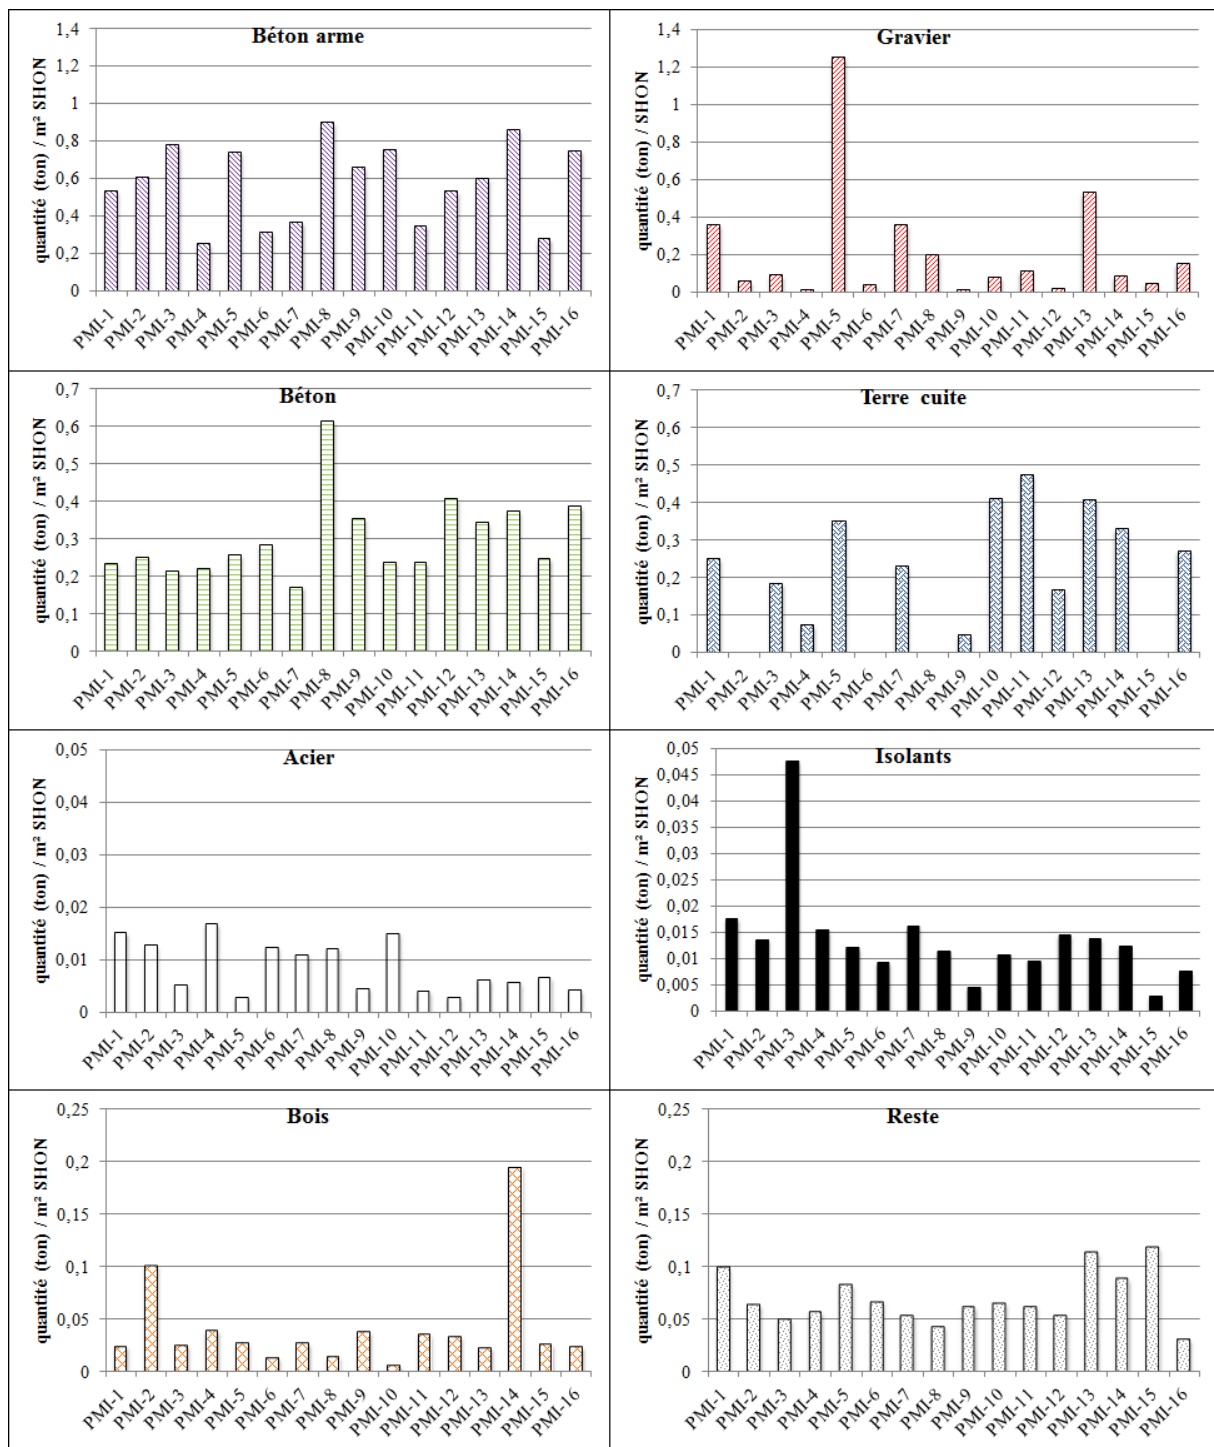 Béton arme
quantité (ton) / m² SHON
1,4
1,2
1
0,8
0,6
0,4
0,2
0
PMI-1
PMI-2
PMI-3
PMI-4
PMI-5
PMI-6
PMI-7
PMI-8
PMI-9
PMI-10
PMI-11
PMI-12
PMI-13
PMI-14
PMI-15
PMI-16
Gravier
quantité (ton) / SHON
1,4
1,2
1
0,8
0,6
0,4
0,2
0
PMI-1
PMI-2
PMI-3
PMI-4
PMI-5
PMI-6
PMI-7
PMI-8
PMI-9
PMI-10
PMI-11
PMI-12
PMI-13
PMI-14
PMI-15
PMI-16
Béton
quantité (ton) / m² SHON
0,7
0,6
0,5
0,4
0,3
0,2
0,1
0
PMI-1
PMI-2
PMI-3
PMI-4
PMI-5
PMI-6
PMI-7
PMI-8
PMI-9
PMI-10
PMI-11
PMI-12
PMI-13
PMI-14
PMI-15
PMI-16
Terre cuite
quantité (ton) / m² SHON
0,7
0,6
0,5
0,4
0,3
0,2
0,1
0
PMI-1
PMI-2
PMI-3
PMI-4
PMI-5
PMI-6
PMI-7
PMI-8
PMI-9
PMI-10
PMI-11
PMI-12
PMI-13
PMI-14
PMI-15
PMI-16
Acier
quantité (ton) / m² SHON
0,05
0,04
0,03
0,02
0,01
0
PMI-1
PMI-2
PMI-3
PMI-4
PMI-5
PMI-6
PMI-7
PMI-8
PMI-9
PMI-10
PMI-11
PMI-12
PMI-13
PMI-14
PMI-15
PMI-16
Isolants
quantité (ton) / m² SHON
0,05
0,045
0,04
0,035
0,03
0,025
0,02
0,015
0,01
0,005
0
PMI-1
PMI-2
PMI-3
PMI-4
PMI-5
PMI-6
PMI-7
PMI-8
PMI-9
PMI-10
PMI-11
PMI-12
PMI-13
PMI-14
PMI-15
PMI-16
Bois
quantité (ton) / m² SHON
0,25
0,2
0,15
0,1
0,05
0
PMI-1
PMI-2
PMI-3
PMI-4
PMI-5
PMI-6
PMI-7
PMI-8
PMI-9
PMI-10
PMI-11
PMI-12
PMI-13
PMI-14
PMI-15
PMI-16
Reste
quantité (ton) / m² SHON
0,25
0,2
0,15
0,1
0,05
0
PMI-1
PMI-2
PMI-3
PMI-4
PMI-5
PMI-6
PMI-7
PMI-8
PMI-9
PMI-10
PMI-11
PMI-12
PMI-13
PMI-14
PMI-15
PMI-16